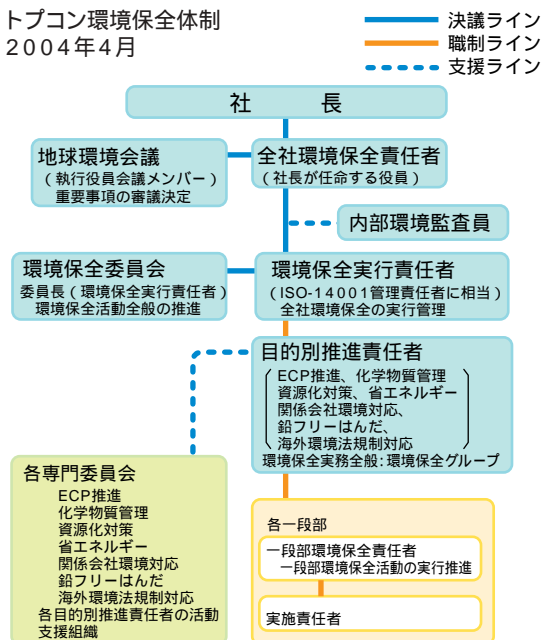 トプコン環境保全体制
2004年4月
決議ライン
職制ライン
支援ライン
社　長
地球環境会議
（執行役員会議メンバー）
重要事項の審議決定
全社環境保全責任者
（社長が任命する役員）
内部環境監査員
環境保全委員会
委員長（環境保全実行責任者）
環境保全活動全般の推進
環境保全実行責任者
（ISO-14001管理責任者に相当）
全社環境保全の実行管理
目的別推進責任者
ECP推進、化学物質管理
資源化対策、省エネルギー
関係会社環境対応、
鉛フリーはんだ、
海外環境法規制対応
環境保全実務全般：環境保全グループ
各専門委員会
ECP推進
化学物質管理
資源化対策
省エネルギー
関係会社環境対応
鉛フリーはんだ
海外環境法規制対応
各目的別推進責任者の活動
支援組織
各一段部
一段部環境保全責任者
一段部環境保全活動の実行推進
実施責任者